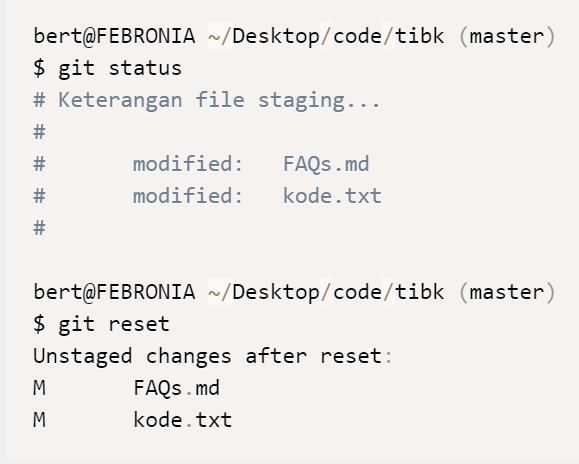 bert@FEBRONIA ~/Desktop/code/tibk (master)
$ git status
# Keterangan file staging...
#
#       modified:   FAQs.md
#       modified:   kode.txt
#
bert@FEBRONIA ~/Desktop/code/tibk (master)
$ git reset
Unstaged changes after reset:
M       FAQs.md
M       kode.txt